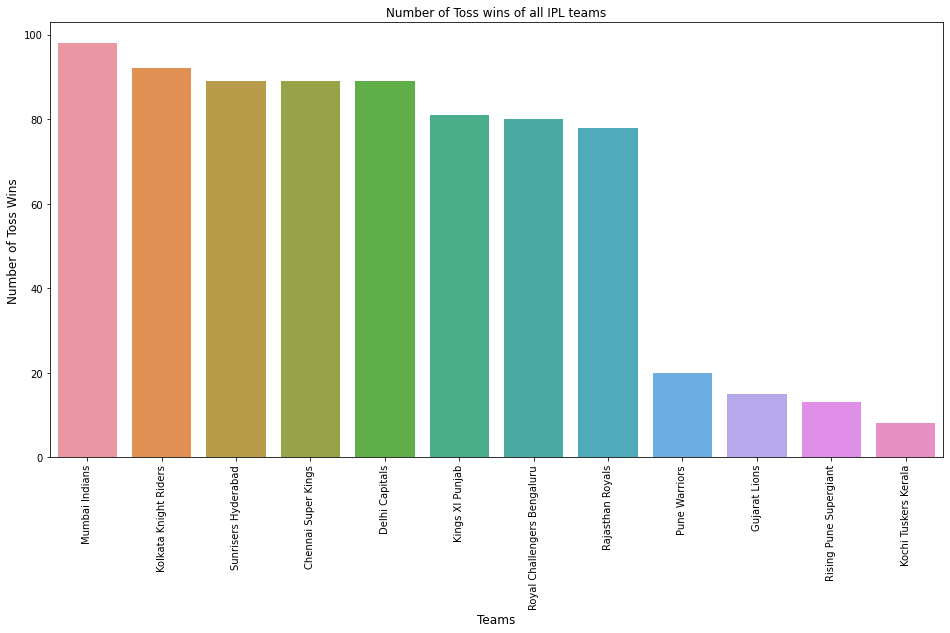 Number of Toss wins of all IPL teams
Number of Toss Wins
100
80
60
40
20
0
Mumbai Indians
Kolkata Knight Riders
Sunrisers Hyderabad
Chennai Super Kings
Delhi Capitals
Kings XI Punjab
Royal Challengers Bengaluru
Rajasthan Royals
Pune Warriors
Gujarat Lions
Rising Pune Supergiant
Kochi Tuskers Kerala
Teams